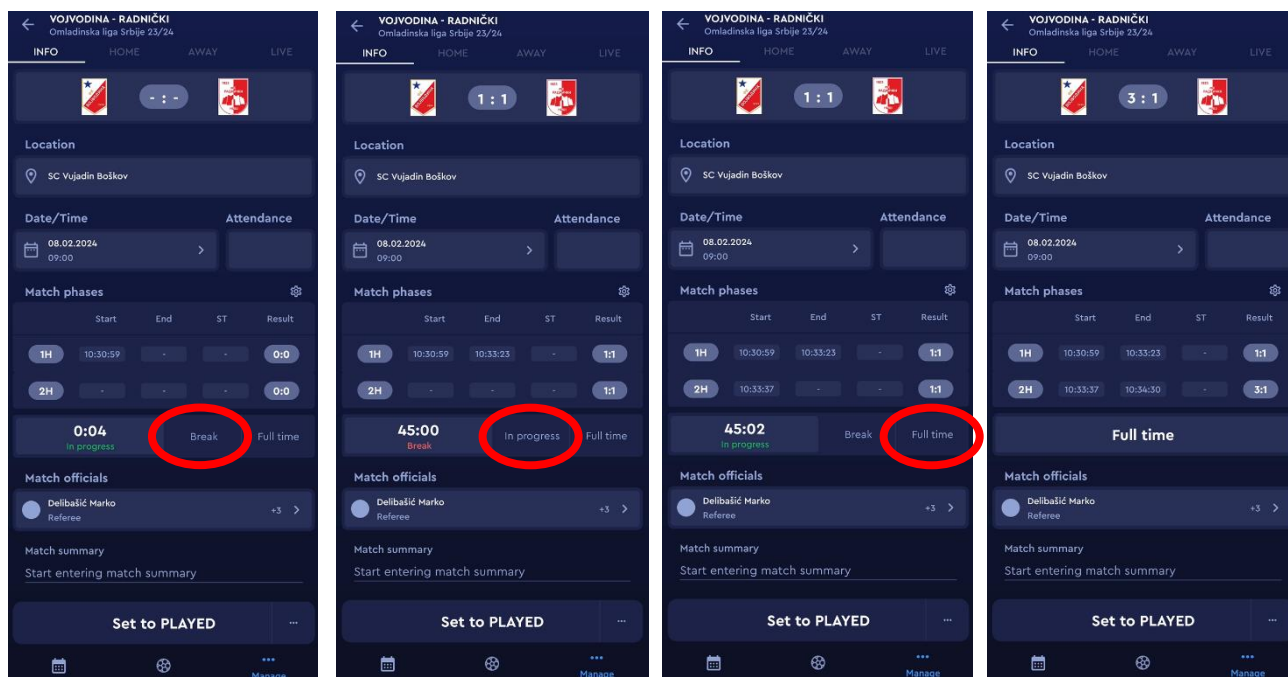 ← VOJVODINA - RADNIČKI
Omladinska liga Srbije 23/24
INFO HOME AWAY LIVE
- : -
Location
SC Vujadin Boškov
Date/Time Attendance
08.02.2024
09:00
Match phases
Start End ST Result
1H 10:30:59 - - 0:0
2H - - - 0:0
0:04
In progress
Break
Full time
Match officials
Delibašić Marko
Referee
+3
Match summary
Start entering match summary
Set to PLAYED ...
Manage
← VOJVODINA - RADNIČKI
Omladinska liga Srbije 23/24
INFO HOME AWAY LIVE
1 : 1
Location
SC Vujadin Boškov
Date/Time Attendance
08.02.2024
09:00
Match phases
Start End ST Result
1H 10:30:59 10:33:23 - 1:1
2H - - - 1:1
45:00
Break
In progress
Full time
Match officials
Delibašić Marko
Referee
+3
Match summary
Start entering match summary
Set to PLAYED ...
Manage
← VOJVODINA - RADNIČKI
Omladinska liga Srbije 23/24
INFO HOME AWAY LIVE
1 : 1
Location
SC Vujadin Boškov
Date/Time Attendance
08.02.2024
09:00
Match phases
Start End ST Result
1H 10:30:59 10:33:23 - 1:1
2H 10:33:37 - - 1:1
45:02
In progress
Break
Full time
Match officials
Delibašić Marko
Referee
+3
Match summary
Start entering match summary
Set to PLAYED ...
Manage
← VOJVODINA - RADNIČKI
Omladinska liga Srbije 23/24
INFO HOME AWAY LIVE
3 : 1
Location
SC Vujadin Boškov
Date/Time Attendance
08.02.2024
09:00
Match phases
Start End ST Result
1H 10:30:59 10:33:23 - 1:1
2H 10:33:37 10:34:30 - 3:1
Full time
Match officials
Delibašić Marko
Referee
+3
Match summary
Start entering match summary
Set to PLAYED ...
Manage